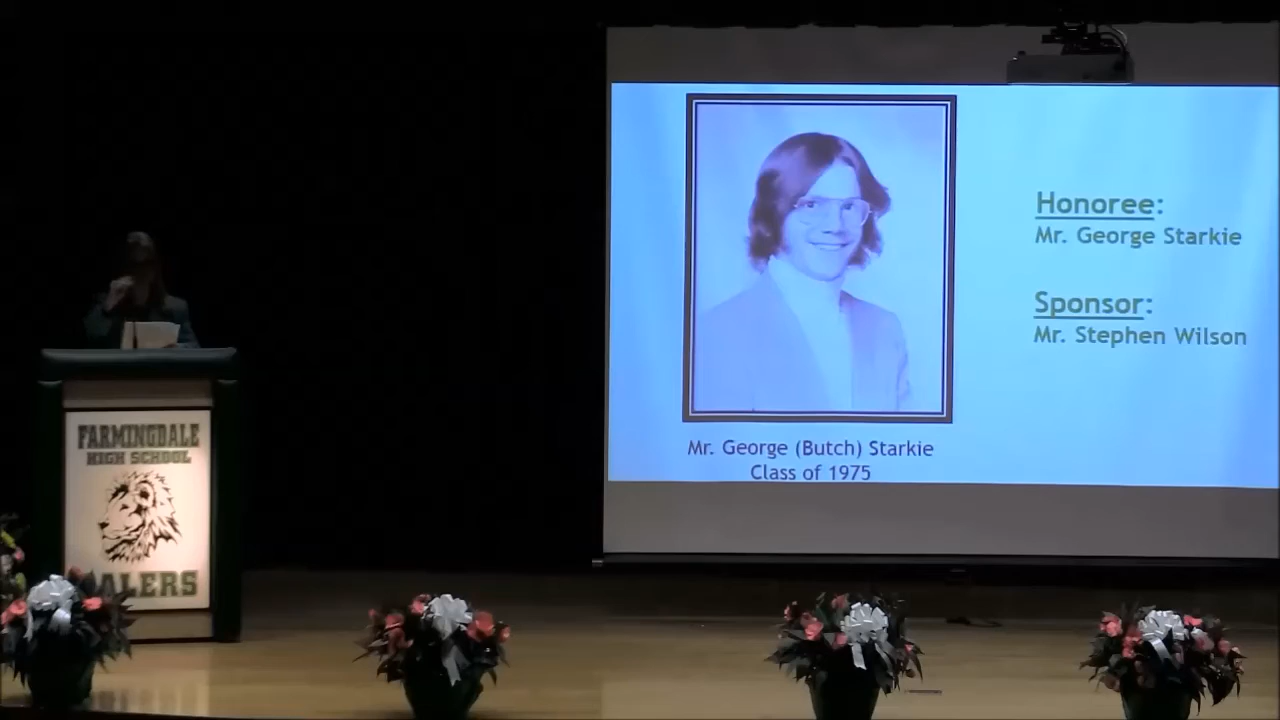 FARMINGDALE
HIGH SCHOOL
ALERS
Honoree:
Mr. George Starkie
Sponsor:
Mr. Stephen Wilson
Mr. George (Butch) Starkie
Class of 1975